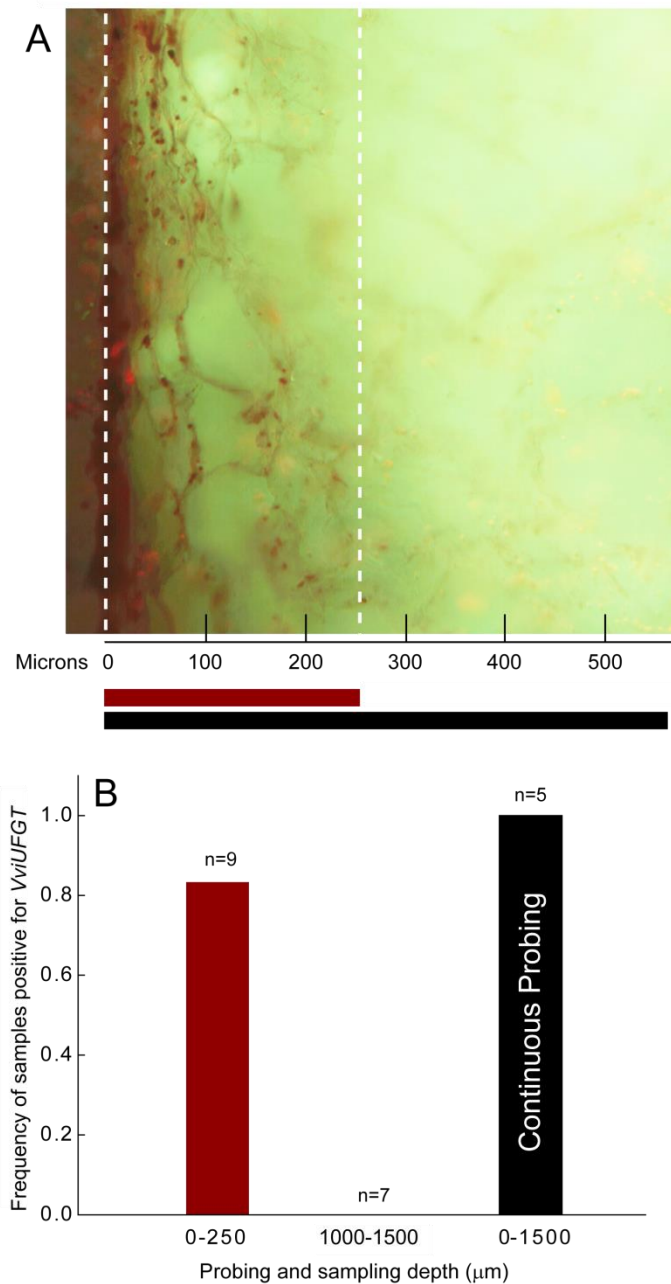 A
Microns 0 100 200 300 400 500
B
Frequency of samples positive for VviUFGT
1.0
0.8
0.6
0.4
0.2
0.0
n=9
n=7
n=5
Continuous Probing
0-250 1000-1500 0-1500
Probing and sampling depth (μm)